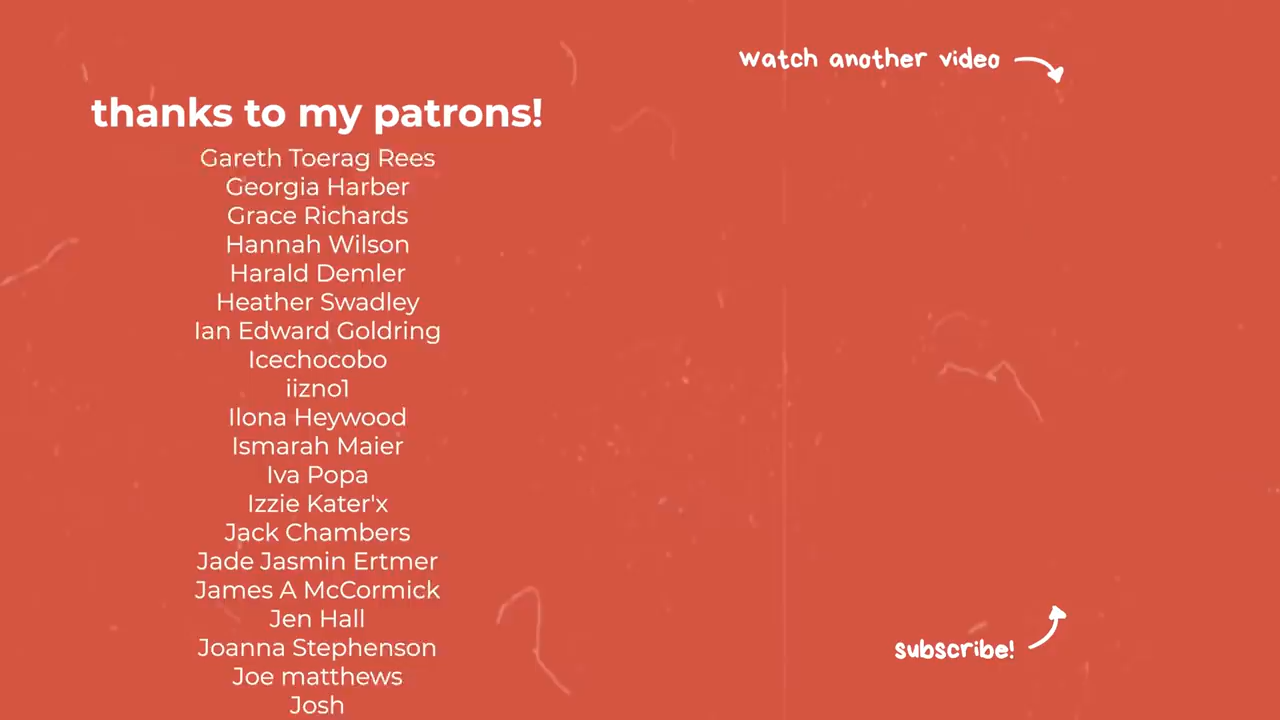 watch another video
thanks to my patrons!
Gareth Toerag Rees
Georgia Harber
Grace Richards
Hannah Wilson
Harald Demler
Heather Swadley
Ian Edward Goldring
Icechocobo
iizno1
Ilona Heywood
Ismarah Maier
Iva Popa
Izzie Kater'x
Jack Chambers
Jade Jasmin Ertmer
James A McCormick
Jen Hall
Joanna Stephenson
Joe matthews
Josh
subscribe!